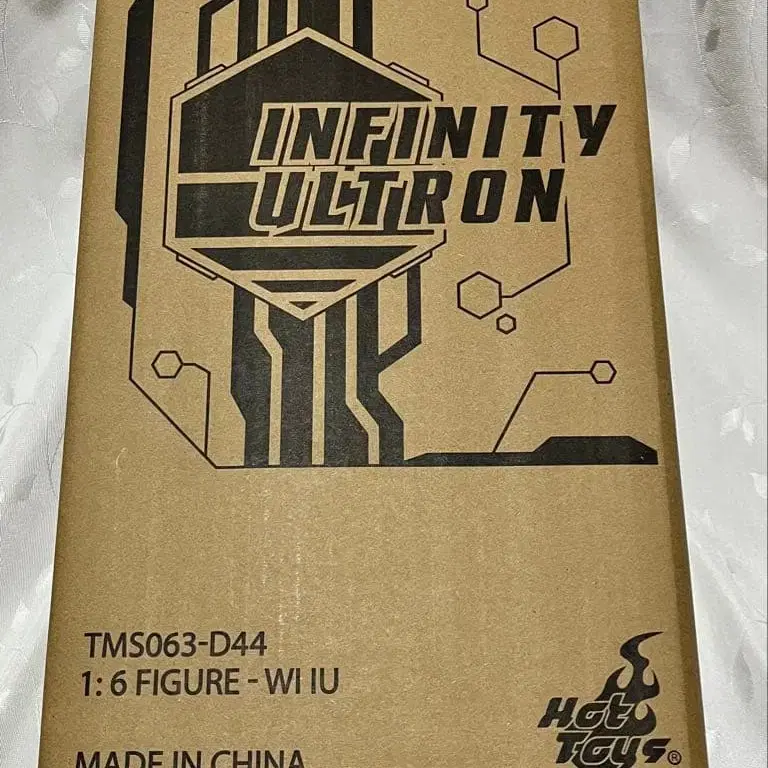 INFINITY
ULTRON
TMS063-D44
1: 6 FIGURE - WI IU
MADE IN CHINA
Hot
Toys®